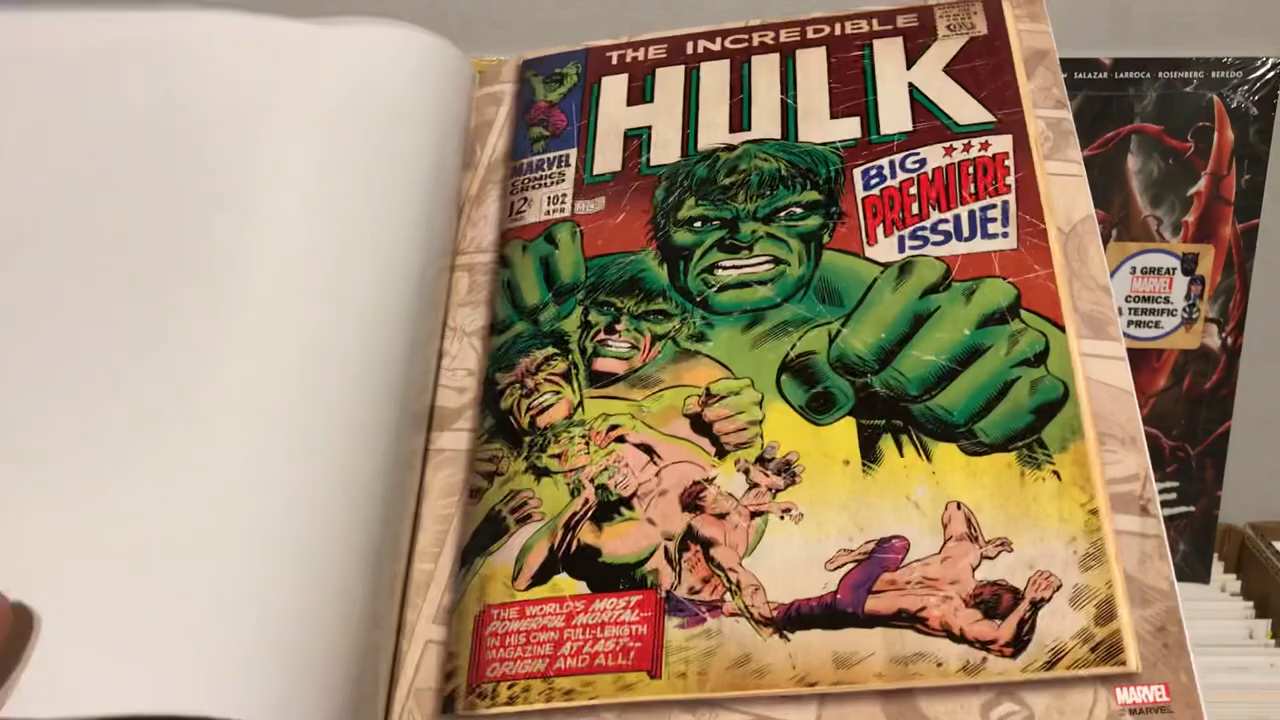 THE INCREDIBLE
HULK
MARVEL
COMICS
GROUP
12¢
102
APR
BIG
PREMIERE
ISSUE!
THE WORLD'S MOST
POWERFUL MORTAL--
IN HIS OWN FULL-LENGTH
MAGAZINE AT LAST--
ORIGIN AND ALL!
SALAZAR · LARROCA · ROSENBERG · BEREDO
3 GREAT
MARVEL
COMICS.
1 TERRIFIC
PRICE.
MARVEL